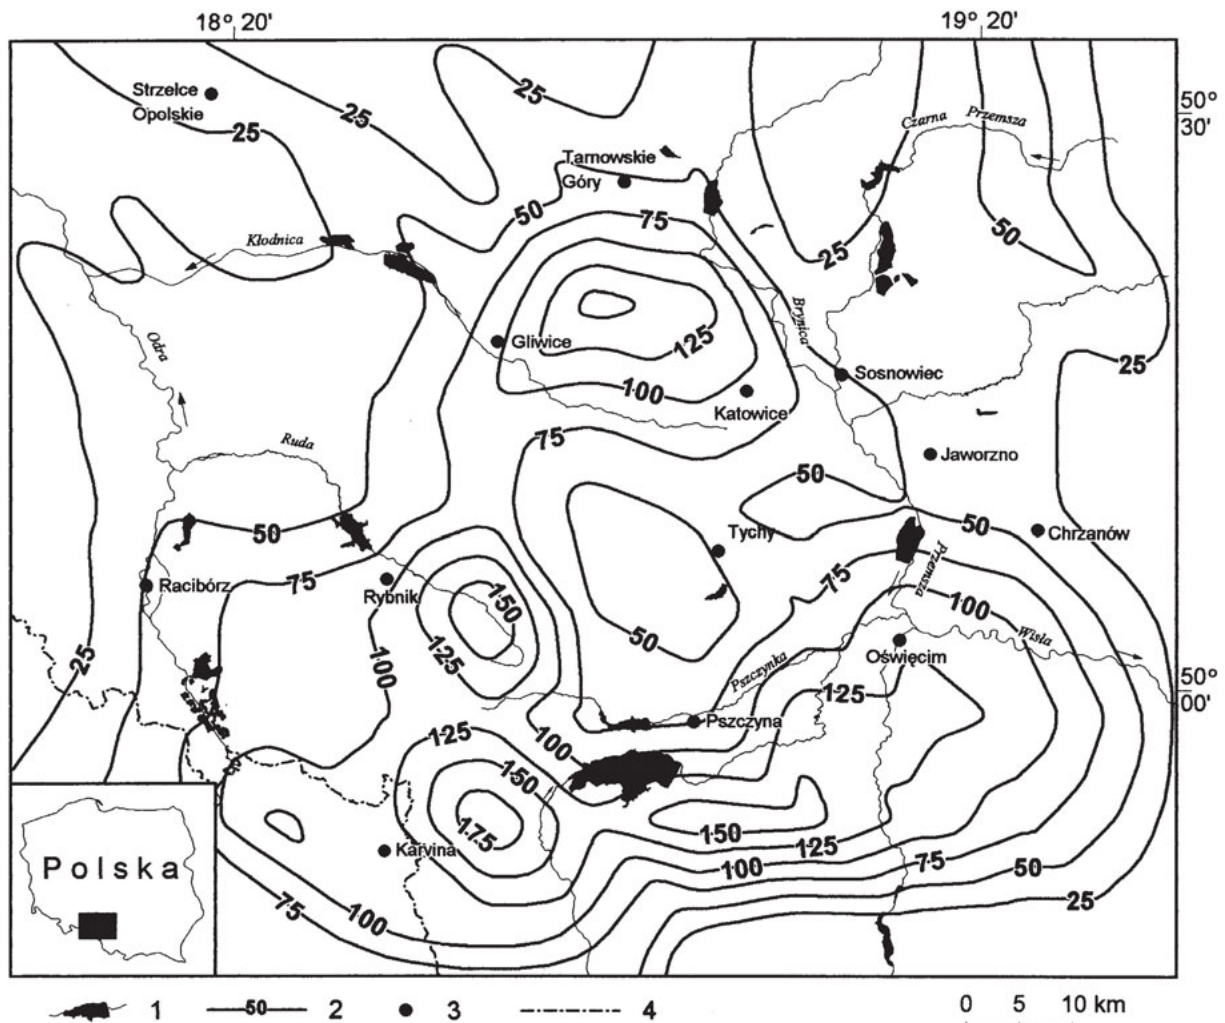 18° 20'
19° 20'
Strzelce
Opolskie
25
25
25
50°
30'
Czarna Przemsza
Tarnowskie
Góry
50
75
25
50
Kłodnica
Odra
Gliwice
125
100
Brynica
Sosnowiec
25
Katowice
75
Jaworzno
Ruda
50
50
50
Chrzanów
Tychy
75
Racibórz
75
Rybnik
150
125
100
50
Przemsza
100
Wisła
Oświęcim
25
Pszczynka
125
50°
00'
Pszczyna
125
100
150
175
150
125
Karvina
100
75
50
25
Polska
75
100
1
50
2
3
4
0 5 10 km